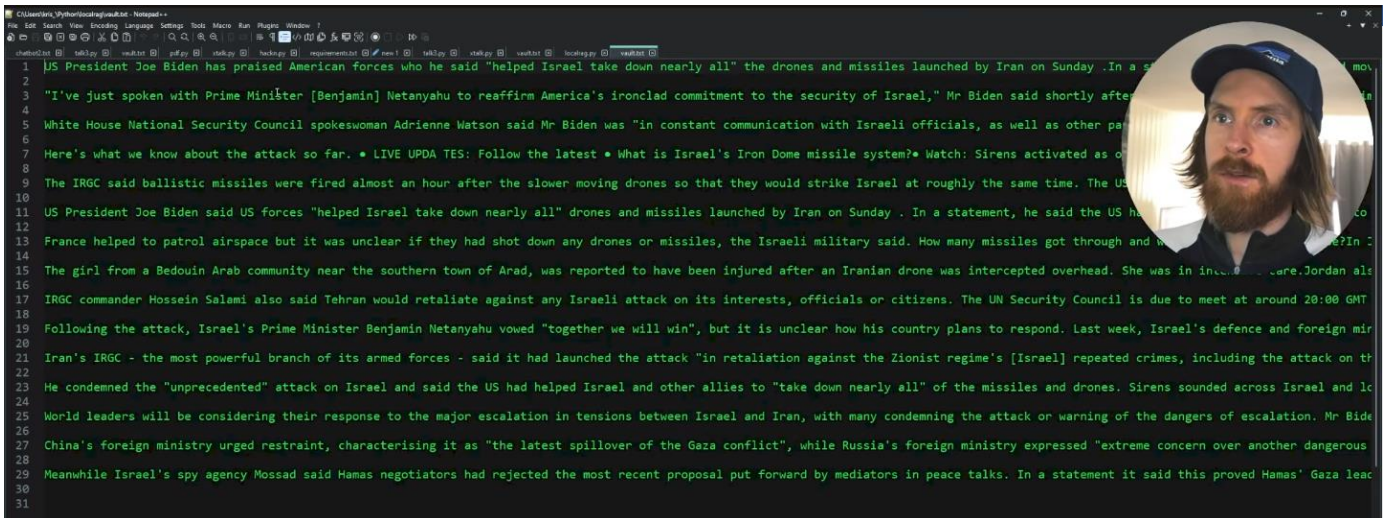 C:\Users\kris_\Python\localrag\vault.txt - Notepad++
File Edit Search View Encoding Language Settings Tools Macro Run Plugins Window ?
chatbot2.txt talk3.py vault.txt pdf.py xtalk.py hackn.py requirements.txt new 1 talk3.py xtalk.py vault.txt localrag.py vault.txt
1 US President Joe Biden has praised American forces who he said "helped Israel take down nearly all" the drones and missiles launched by Iran on Sunday .In a mov
2
3 "I've just spoken with Prime Minister [Benjamin] Netanyahu to reaffirm America's ironclad commitment to the security of Israel," Mr Biden said shortly after
4
5 White House National Security Council spokeswoman Adrienne Watson said Mr Biden was "in constant communication with Israeli officials, as well as other
6
7 Here's what we know about the attack so far. • LIVE UPDA TES: Follow the latest • What is Israel's Iron Dome missile system?• Watch: Sirens activated as
8
9 The IRGC said ballistic missiles were fired almost an hour after the slower moving drones so that they would strike Israel at roughly the same time. The US
10
11 US President Joe Biden said US forces "helped Israel take down nearly all" drones and missiles launched by Iran on Sunday . In a statement, he said the US to
12
13 France helped to patrol airspace but it was unclear if they had shot down any drones or missiles, the Israeli military said. How many missiles got through and
14
15 The girl from a Bedouin Arab community near the southern town of Arad, was reported to have been injured after an Iranian drone was intercepted overhead. She was in care.Jordan als
16
17 IRGC commander Hossein Salami also said Tehran would retaliate against any Israeli attack on its interests, officials or citizens. The UN Security Council is due to meet at around 20:00 GMT
18
19 Following the attack, Israel's Prime Minister Benjamin Netanyahu vowed "together we will win", but it is unclear how his country plans to respond. Last week, Israel's defence and foreign min
20
21 Iran's IRGC - the most powerful branch of its armed forces - said it had launched the attack "in retaliation against the Zionist regime's [Israel] repeated crimes, including the attack on th
22
23 He condemned the "unprecedented" attack on Israel and said the US had helped Israel and other allies to "take down nearly all" of the missiles and drones. Sirens sounded across Israel and lo
24
25 World leaders will be considering their response to the major escalation in tensions between Israel and Iran, with many condemning the attack or warning of the dangers of escalation. Mr Bide
26
27 China's foreign ministry urged restraint, characterising it as "the latest spillover of the Gaza conflict", while Russia's foreign ministry expressed "extreme concern over another dangerous
28
29 Meanwhile Israel's spy agency Mossad said Hamas negotiators had rejected the most recent proposal put forward by mediators in peace talks. In a statement it said this proved Hamas' Gaza lead
30
31